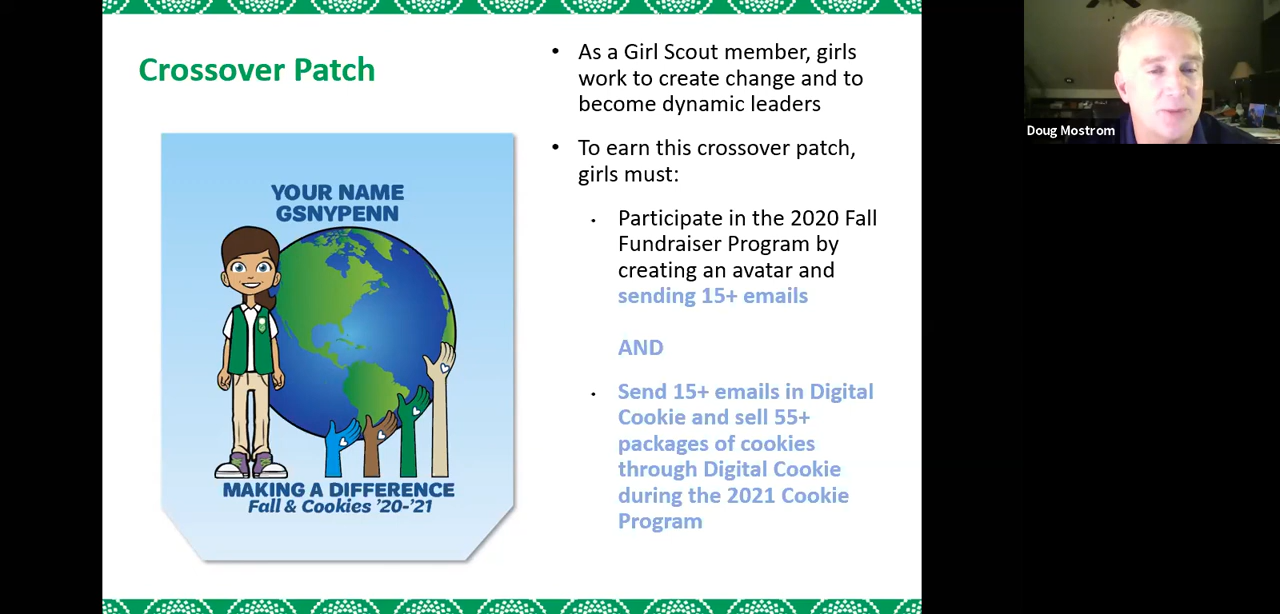 Crossover Patch
YOUR NAME
GSNYPENN
MAKING A DIFFERENCE
Fall & Cookies '20-'21
• As a Girl Scout member, girls
work to create change and to
become dynamic leaders
• To earn this crossover patch,
girls must:
• Participate in the 2020 Fall
Fundraiser Program by
creating an avatar and
sending 15+ emails
AND
• Send 15+ emails in Digital
Cookie and sell 55+
packages of cookies
through Digital Cookie
during the 2021 Cookie
Program
Doug Mostrom